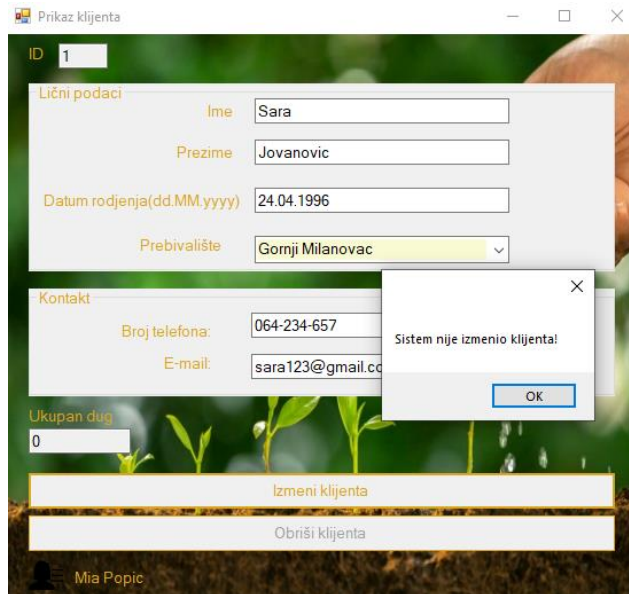 Prikaz klijenta
ID 1
Lični podaci
Ime Sara
Prezime Jovanovic
Datum rodjenja(dd.MM.yyyy) 24.04.1996
Prebivalište Gornji Milanovac
Kontakt
Broj telefona: 064-234-657
E-mail: sara123@gmail.co
Sistem nije izmenio klijenta!
OK
Ukupan dug
0
Izmeni klijenta
Obriši klijenta
Mia Popic